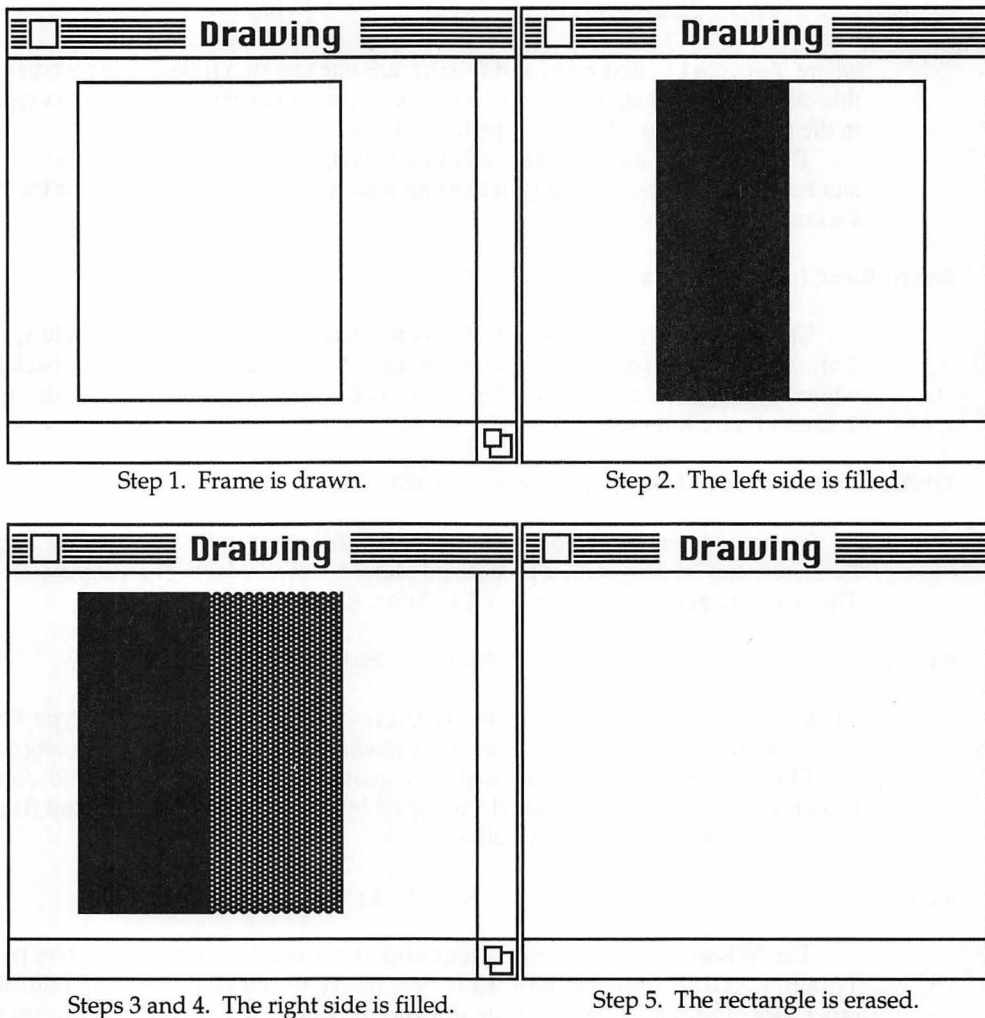 Drawing
Drawing
Step 1. Frame is drawn.
Step 2. The left side is filled.
Drawing
Drawing
Steps 3 and 4. The right side is filled.
Step 5. The rectangle is erased.